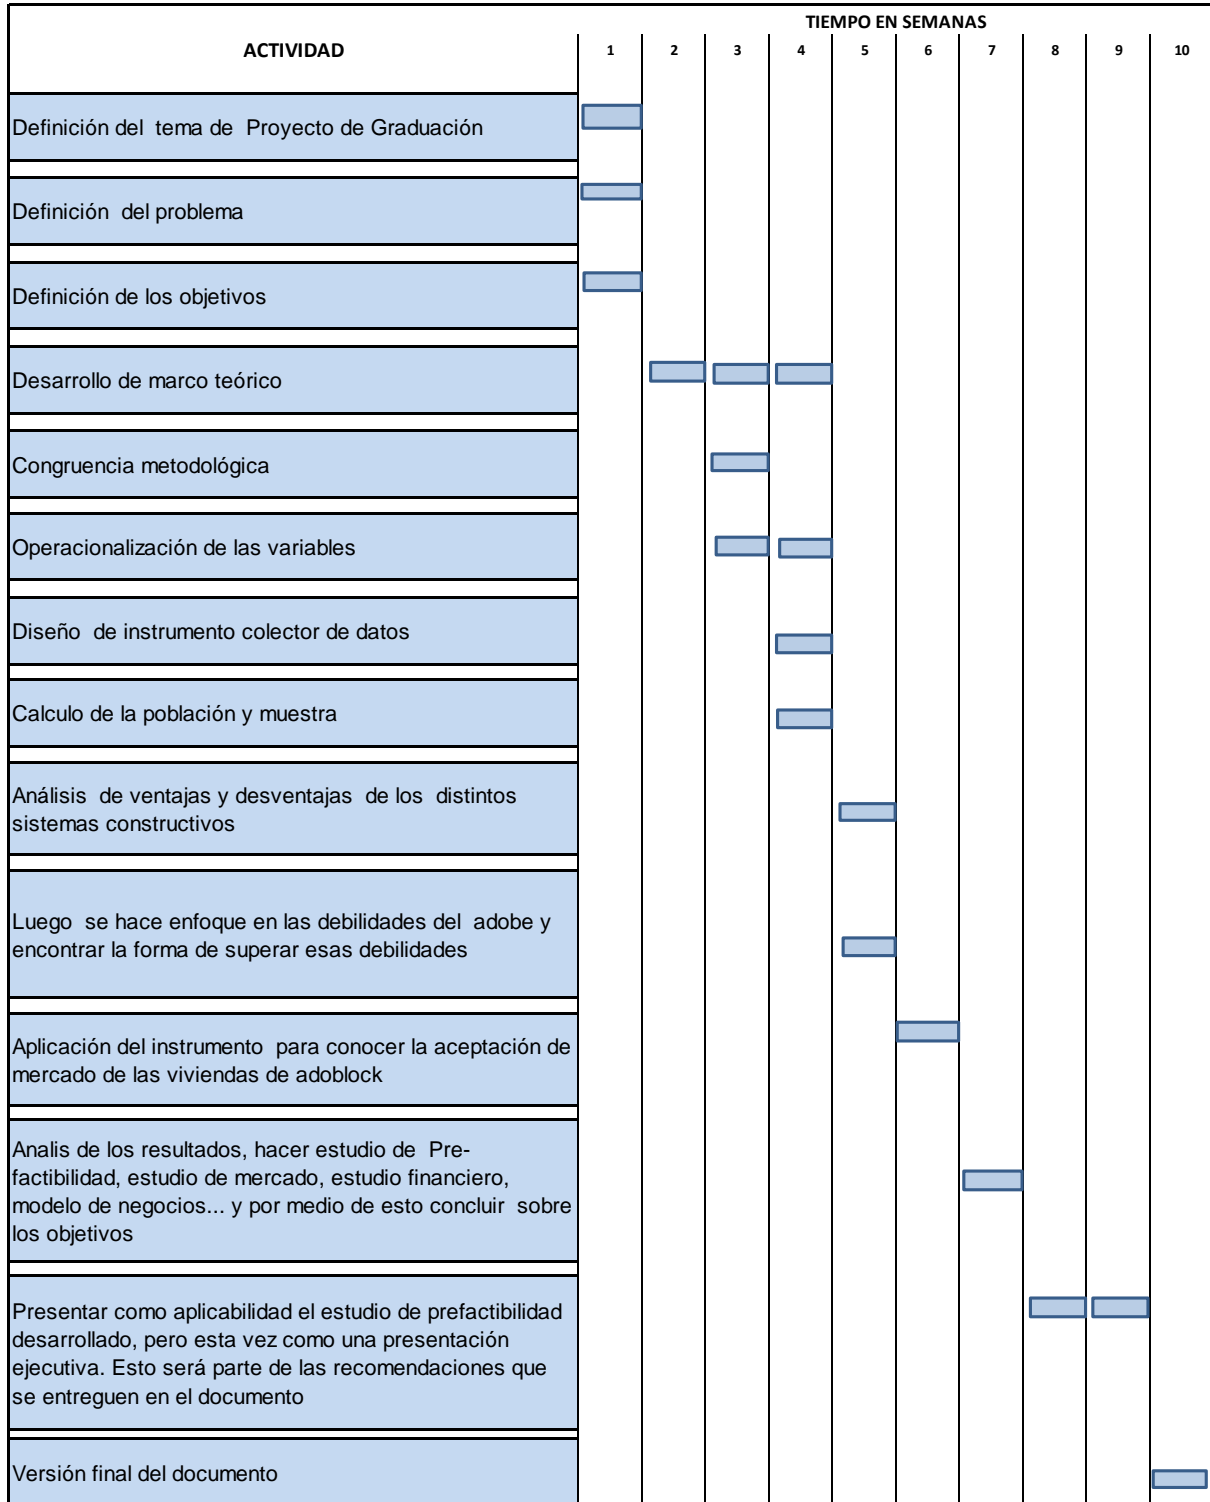 TIEMPO EN SEMANAS
ACTIVIDAD 1 2 3 4 5 6 7 8 9 10
Definición del tema de Proyecto de Graduación
Definición del problema
Definición de los objetivos
Desarrollo de marco teórico
Congruencia metodológica
Operacionalización de las variables
Diseño de instrumento colector de datos
Calculo de la población y muestra
Análisis de ventajas y desventajas de los distintos
sistemas constructivos
Luego se hace enfoque en las debilidades del adobe y
encontrar la forma de superar esas debilidades
Aplicación del instrumento para conocer la aceptación de
mercado de las viviendas de adoblock
Analis de los resultados, hacer estudio de Pre-
factibilidad, estudio de mercado, estudio financiero,
modelo de negocios... y por medio de esto concluir sobre
los objetivos
Presentar como aplicabilidad el estudio de prefactibilidad
desarrollado, pero esta vez como una presentación
ejecutiva. Esto será parte de las recomendaciones que
se entreguen en el documento
Versión final del documento